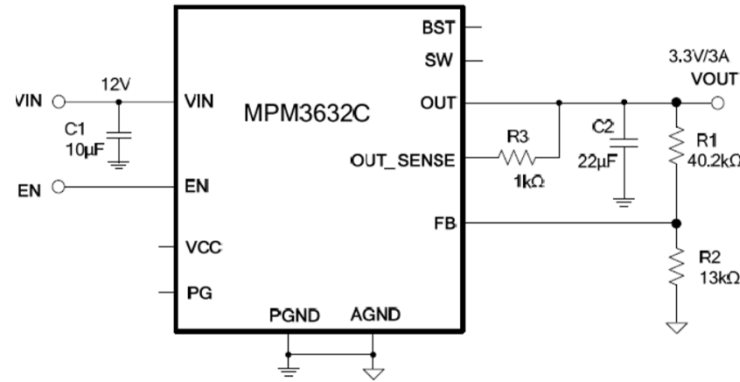 BST
SW
3.3V/3A
VOUT
12V
VIN
VIN
MPM3632C
OUT
C1
10µF
R3
C2
R1
OUT_SENSE
1kΩ
22µF
40.2kΩ
EN
EN
FB
VCC
R2
13kΩ
PG
PGND
AGND